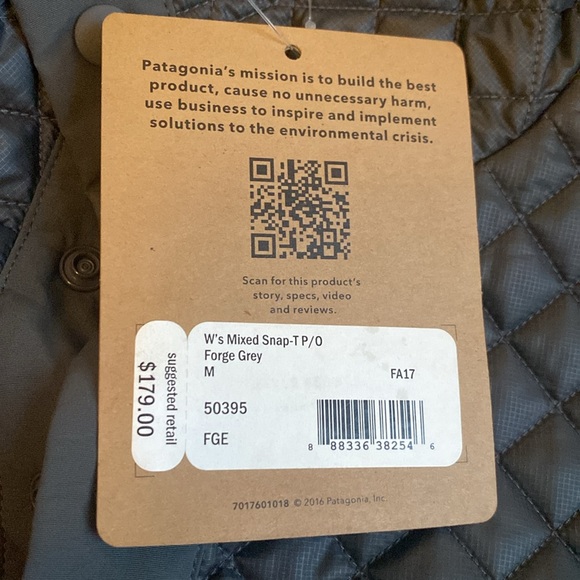 Patagonia's mission is to build the best
product, cause no unnecessary harm,
use business to inspire and implement
solutions to the environmental crisis.
Scan for this product's
story, specs, video
and reviews.
suggested retail
$179.00
W's Mixed Snap-T P/O
Forge Grey
M FA17
50395
FGE
8 88336 38254 6
7017601018 © 2016 Patagonia, Inc.